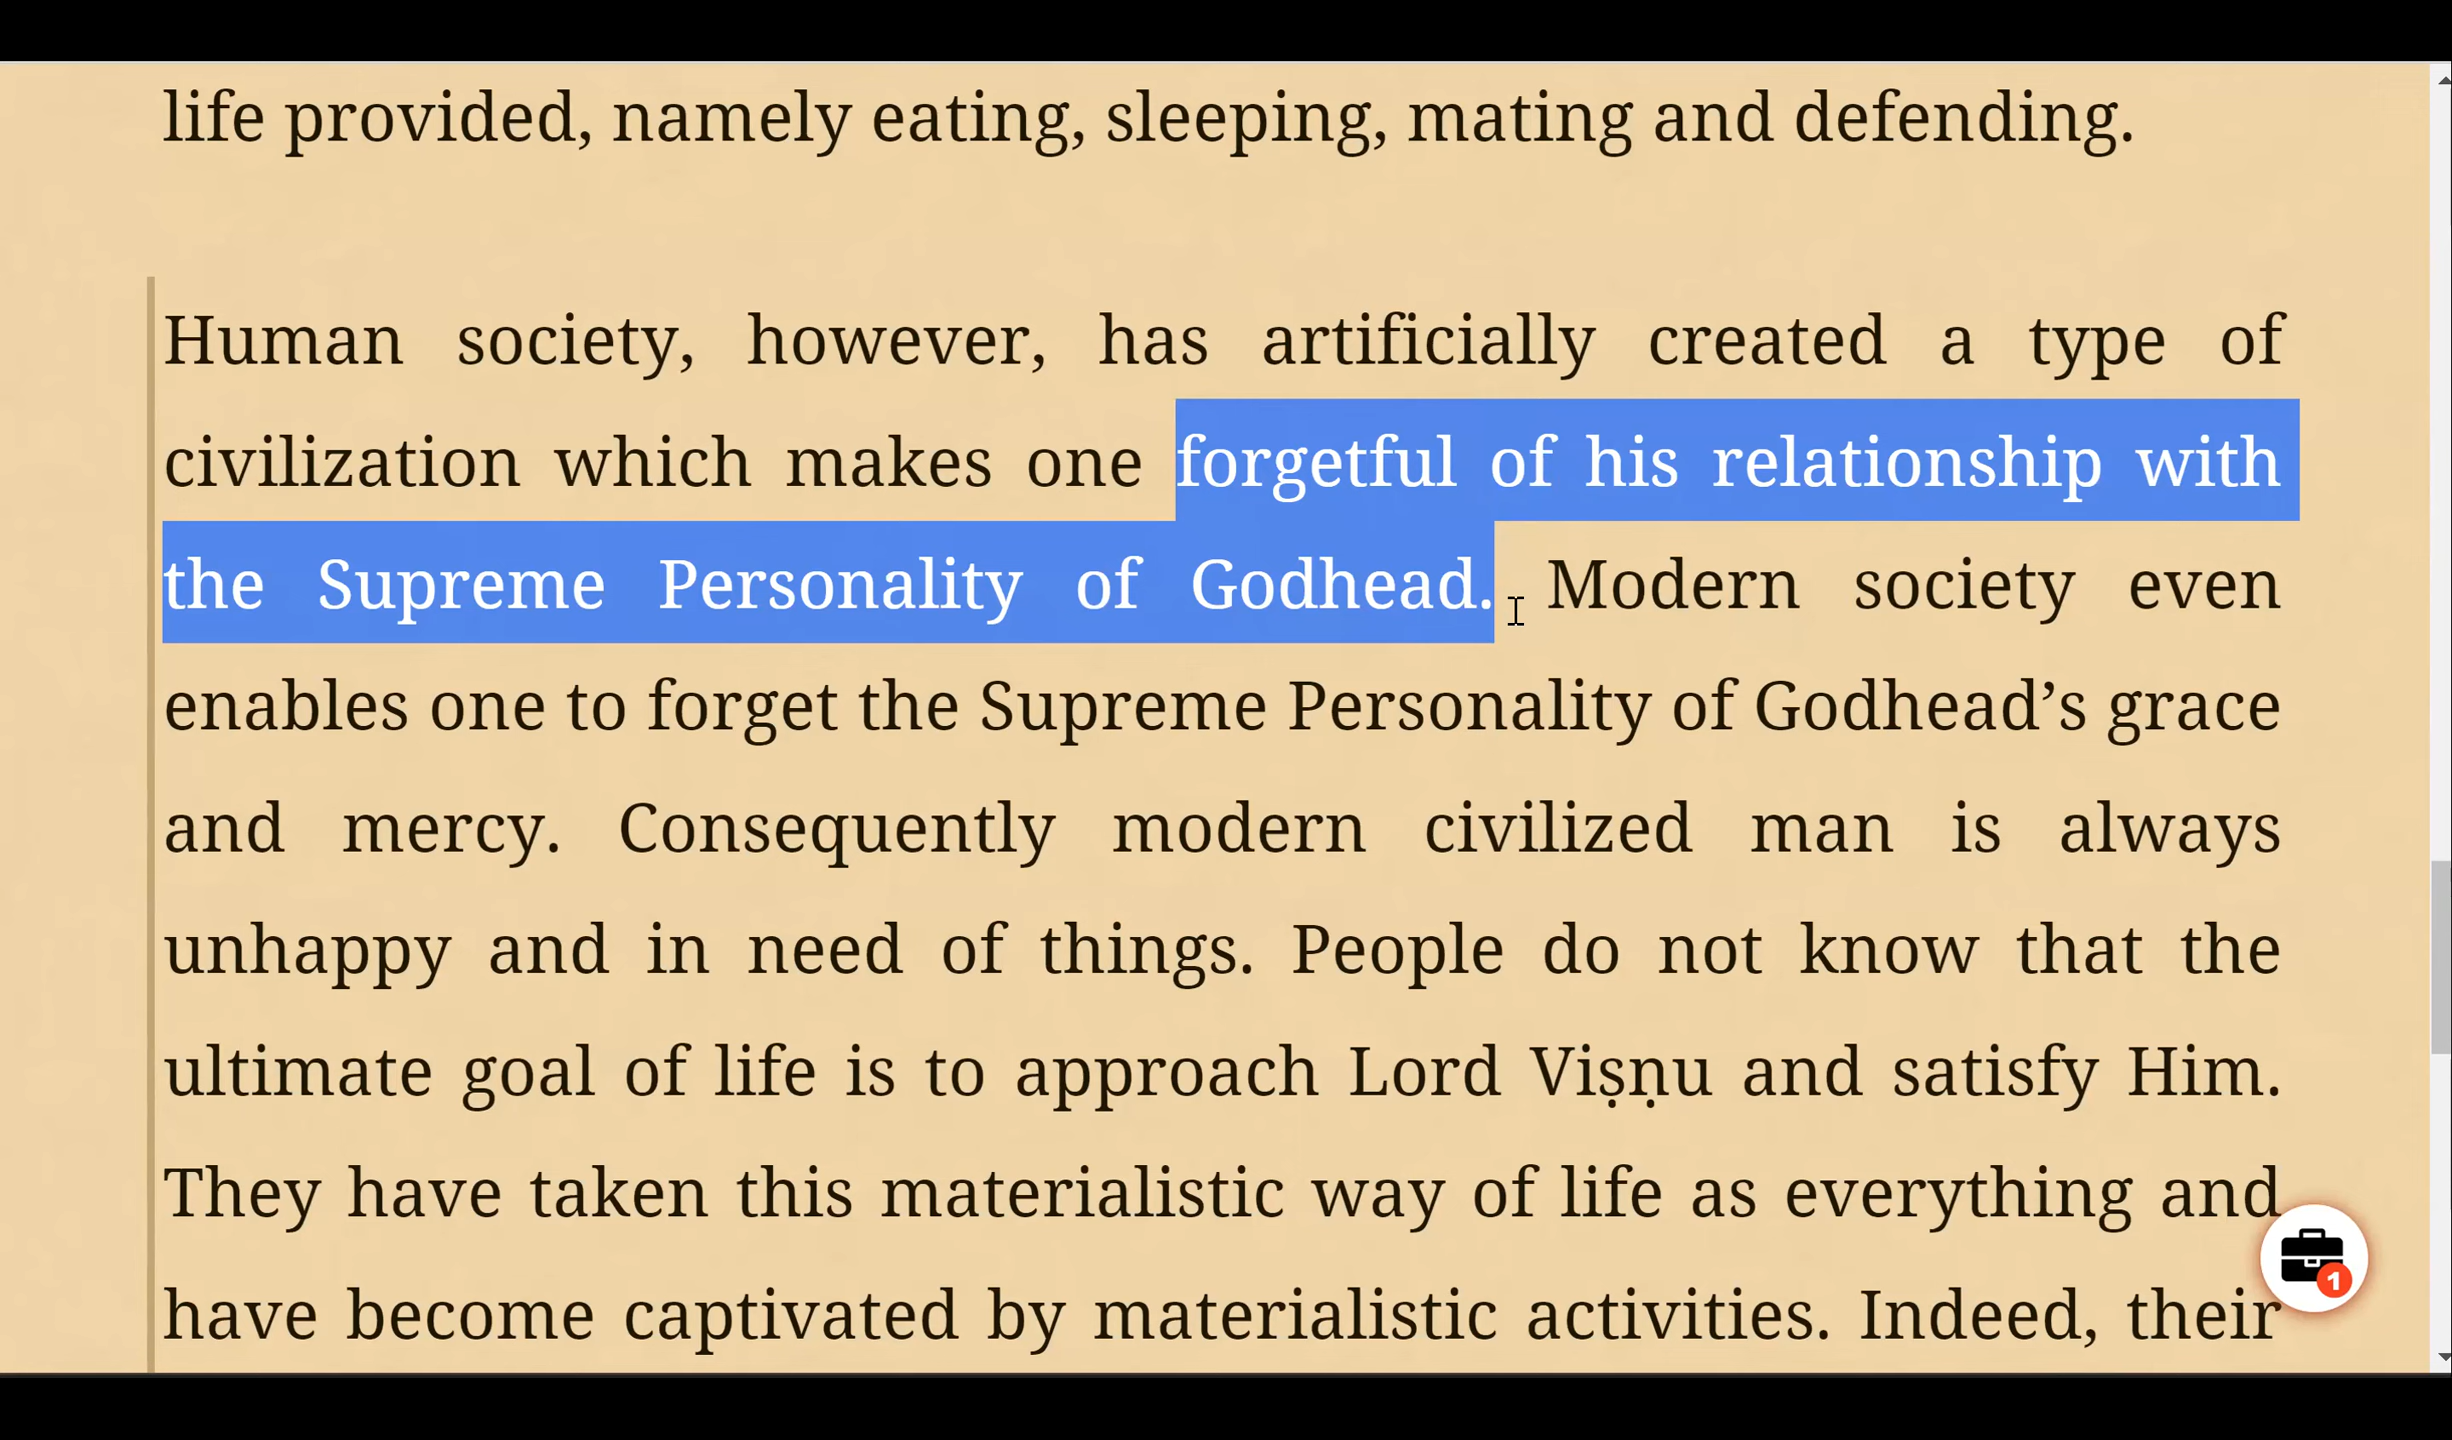 life provided, namely eating, sleeping, mating and defending.
Human society, however, has artificially created a type of
civilization which makes one forgetful of his relationship with
the Supreme Personality of Godhead. Modern society even
enables one to forget the Supreme Personality of Godhead’s grace
and mercy. Consequently modern civilized man is always
unhappy and in need of things. People do not know that the
ultimate goal of life is to approach Lord Viṣṇu and satisfy Him.
They have taken this materialistic way of life as everything and
have become captivated by materialistic activities. Indeed, their
1